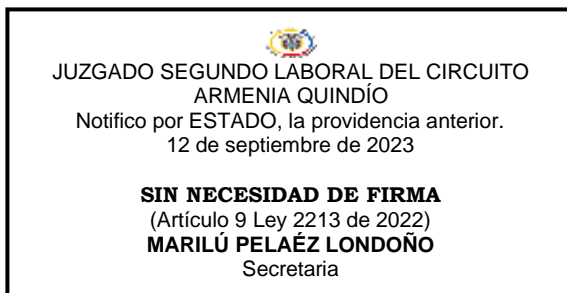 JUZGADO SEGUNDO LABORAL DEL CIRCUITO
ARMENIA QUINDÍO
Notifico por ESTADO, la providencia anterior.
12 de septiembre de 2023
SIN NECESIDAD DE FIRMA
(Artículo 9 Ley 2213 de 2022)
MARILÚ PELAÉZ LONDOÑO
Secretaria